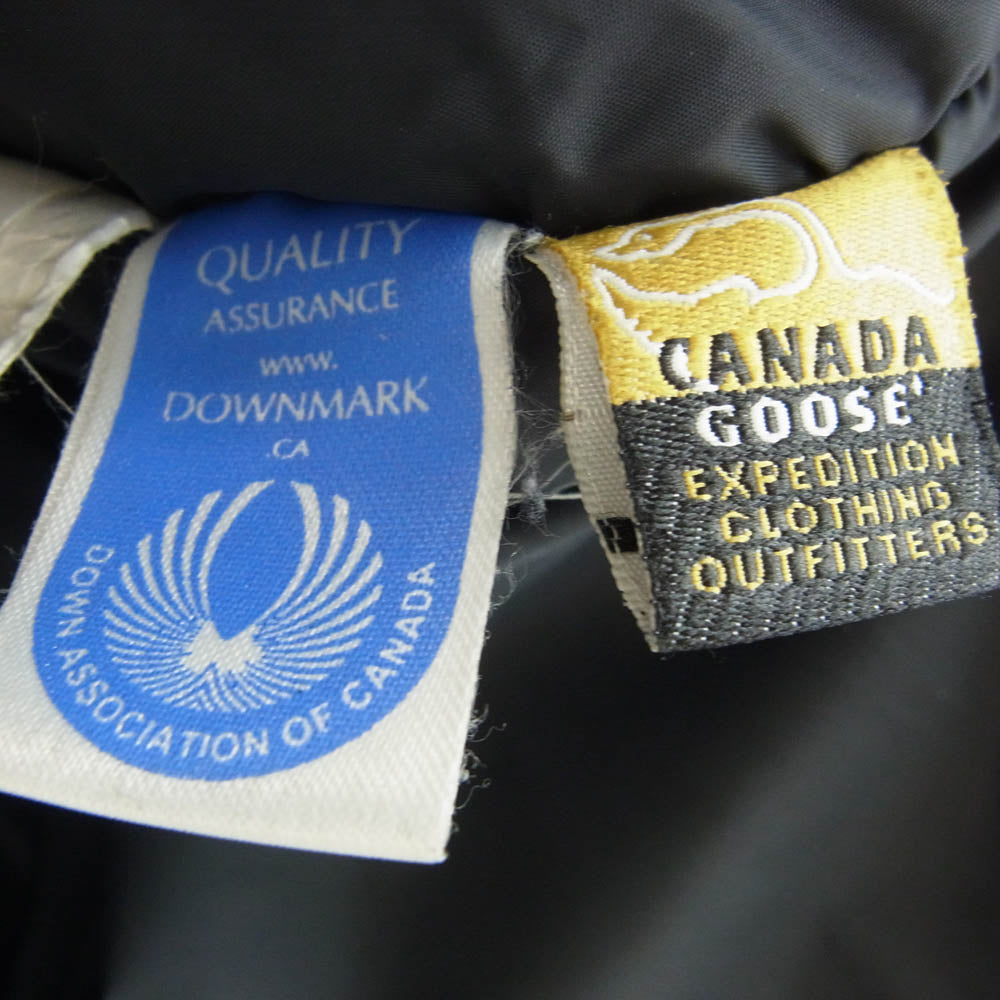 QUALITY
ASSURANCE
www.
DOWNMARK
.CA
DOWN ASSOCIATION OF CANADA
CANADA
GOOSE
EXPEDITION
CLOTHING
OUTFITTERS